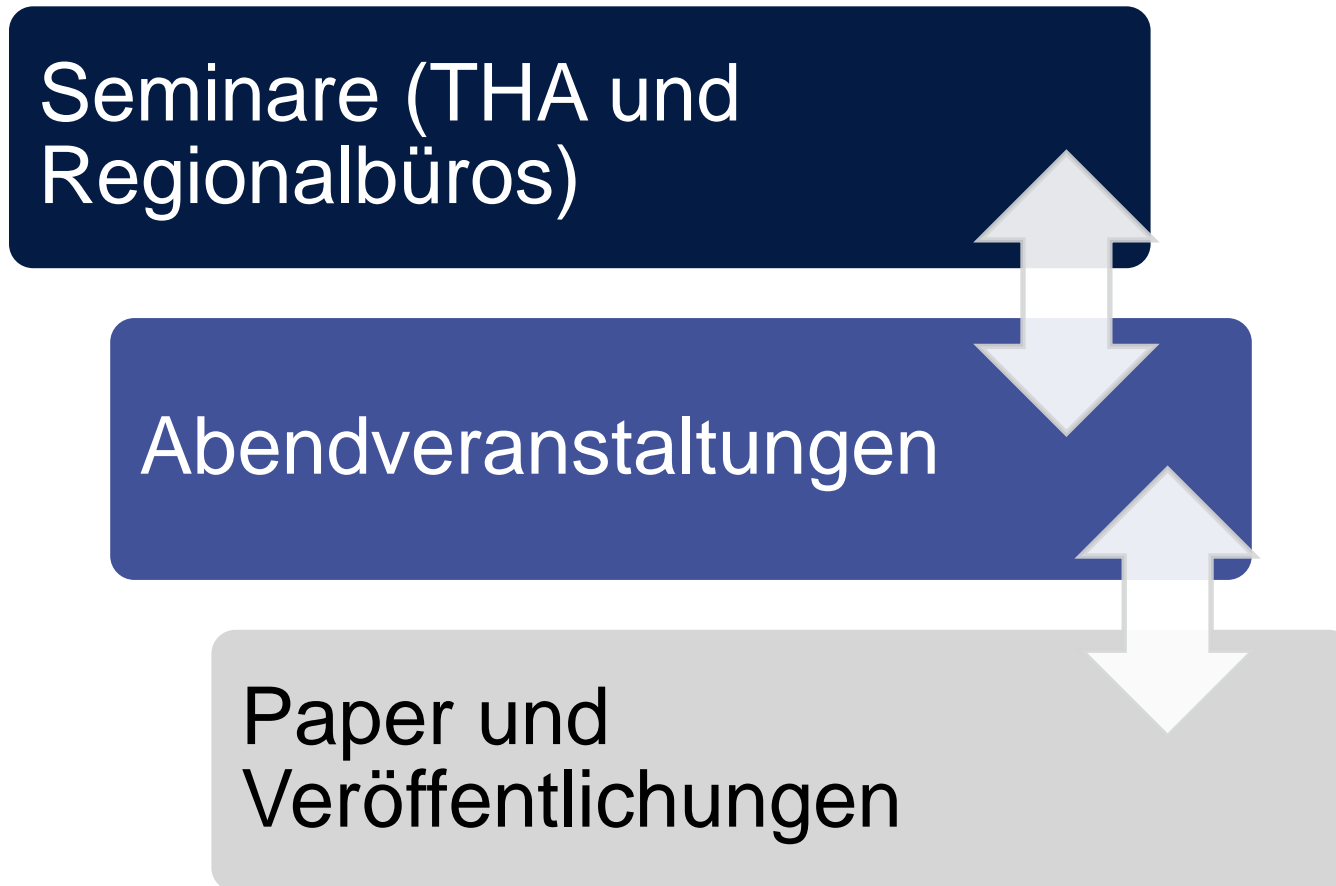 Seminare (THA und
Regionalbüros)
Abendveranstaltungen
Paper und
Veröffentlichungen